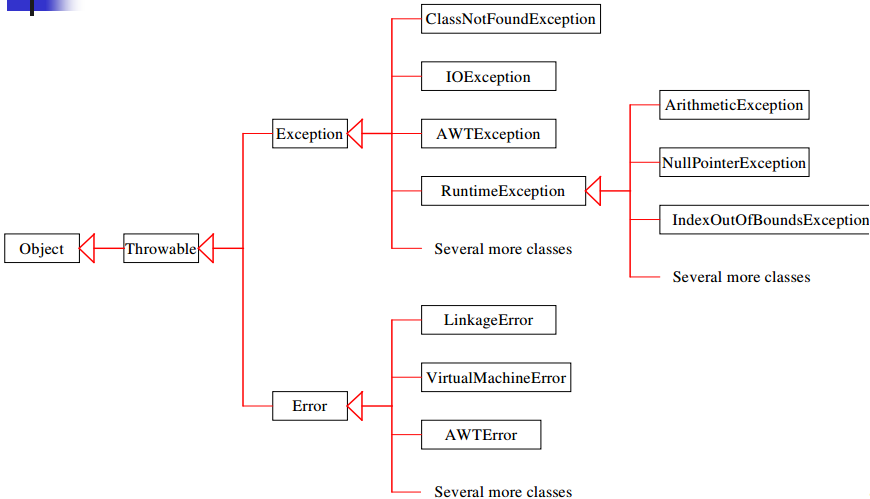 ClassNotFoundException
IOException
ArithmeticException
Exception
AWTException
NullPointerException
RuntimeException
IndexOutOfBoundsException
Object
Throwable
Several more classes
Several more classes
LinkageError
VirtualMachineError
Error
AWTError
Several more classes